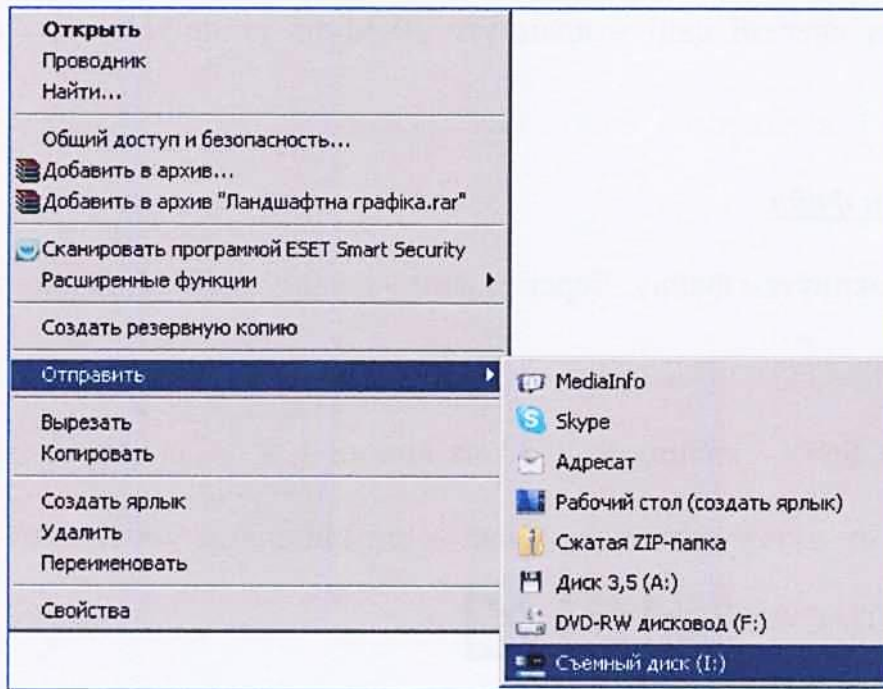 Открыть
Проводник
Найти...
Общий доступ и безопасность...
Добавить в архив...
Добавить в архив "Ландшафтна графіка.rar"
Сканировать программой ESET Smart Security
Расширенные функции
Создать резервную копию
Отправить
MediaInfo
Skype
Адресат
Рабочий стол (создать ярлык)
Сжатая ZIP-папка
Диск 3,5 (A:)
DVD-RW дисковод (F:)
Съемный диск (I:)
Вырезать
Копировать
Создать ярлык
Удалить
Переименовать
Свойства